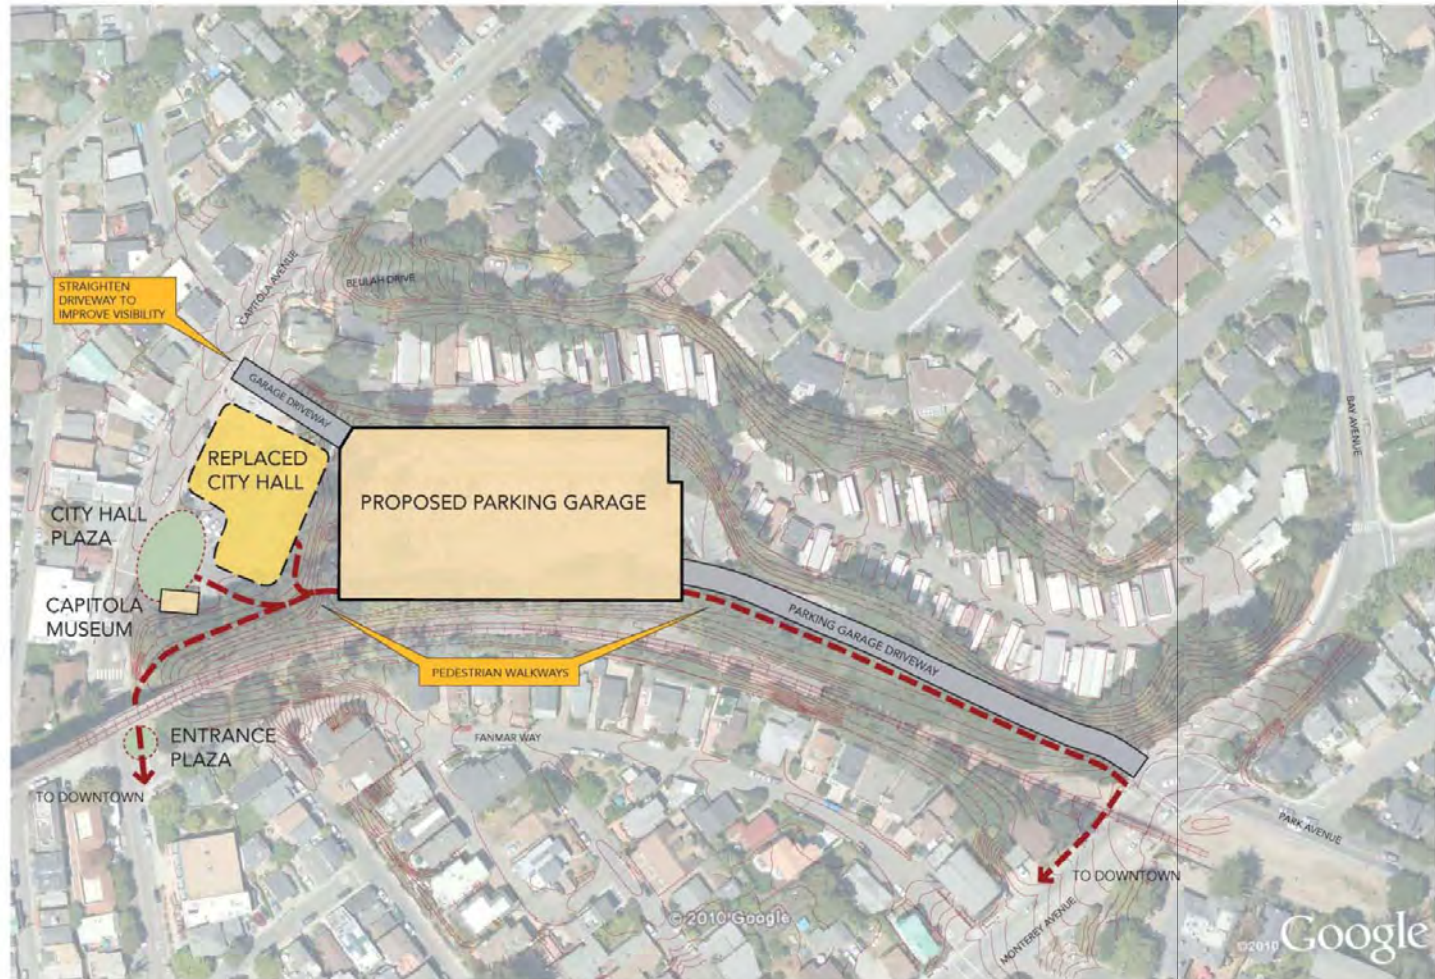 STRAIGHTEN
DRIVEWAY TO
IMPROVE VISIBILITY
CAPITOLA AVENUE
BEULAH DRIVE
GARAGE DRIVEWAY
REPLACED
CITY HALL
PROPOSED PARKING GARAGE
CITY HALL
PLAZA
CAPITOLA
MUSEUM
PEDESTRIAN WALKWAYS
PARKING GARAGE DRIVEWAY
BAY AVENUE
ENTRANCE
PLAZA
FANMAR WAY
TO DOWNTOWN
PARK AVENUE
TO DOWNTOWN
MONTEREY AVENUE
© 2010 Google
©2010 Google